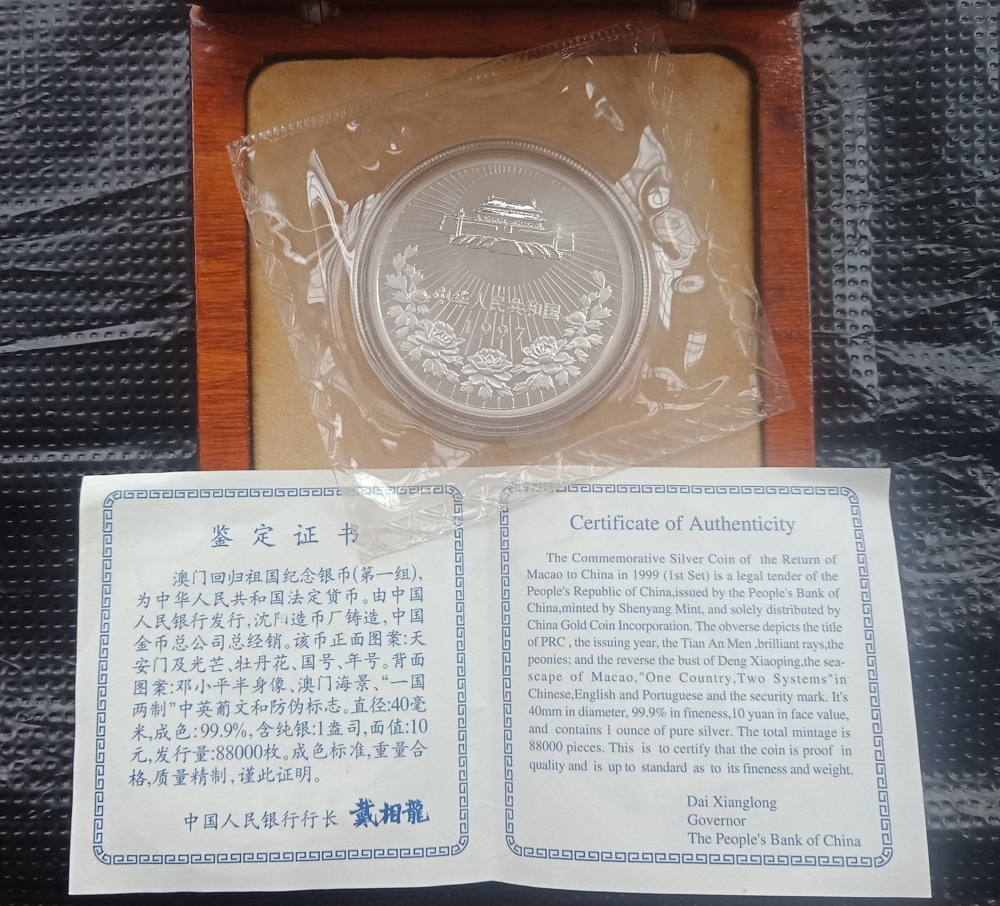 中华人民共和国
1997
鉴定证书
澳门回归祖国纪念银币(第一组),
为中华人民共和国法定货币。由中国
人民银行发行,沈阳造币厂铸造,中国
金币总公司总经销。该币正面图案:天
安门及光芒、牡丹花、国号、年号。背面
图案:邓小平半身像、澳门海景、“一国
两制”中英葡文和防伪标志。直径:40毫
米,成色:99.9%,含纯银:1盎司,面值:10
元,发行量:88000枚。成色标准,重量合
格,质量精制,谨此证明。
中国人民银行行长 戴相龍
Certificate of Authenticity
The Commemorative Silver Coin of the Return of
Macao to China in 1999 (1st Set) is a legal tender of the
People's Republic of China,issued by the People's Bank of
China,minted by Shenyang Mint, and solely distributed by
China Gold Coin Incorporation. The obverse depicts the title
of PRC , the issuing year, the Tian An Men ,brilliant rays,the
peonies; and the reverse the bust of Deng Xiaoping,the sea-
scape of Macao,"One Country,Two Systems"in
Chinese,English and Portuguese and the security mark. It's
40mm in diameter, 99.9% in fineness,10 yuan in face value,
and contains 1 ounce of pure silver. The total mintage is
88000 pieces. This is to certify that the coin is proof in
quality and is up to standard as to its fineness and weight.
Dai Xianglong
Governor
The People's Bank of China